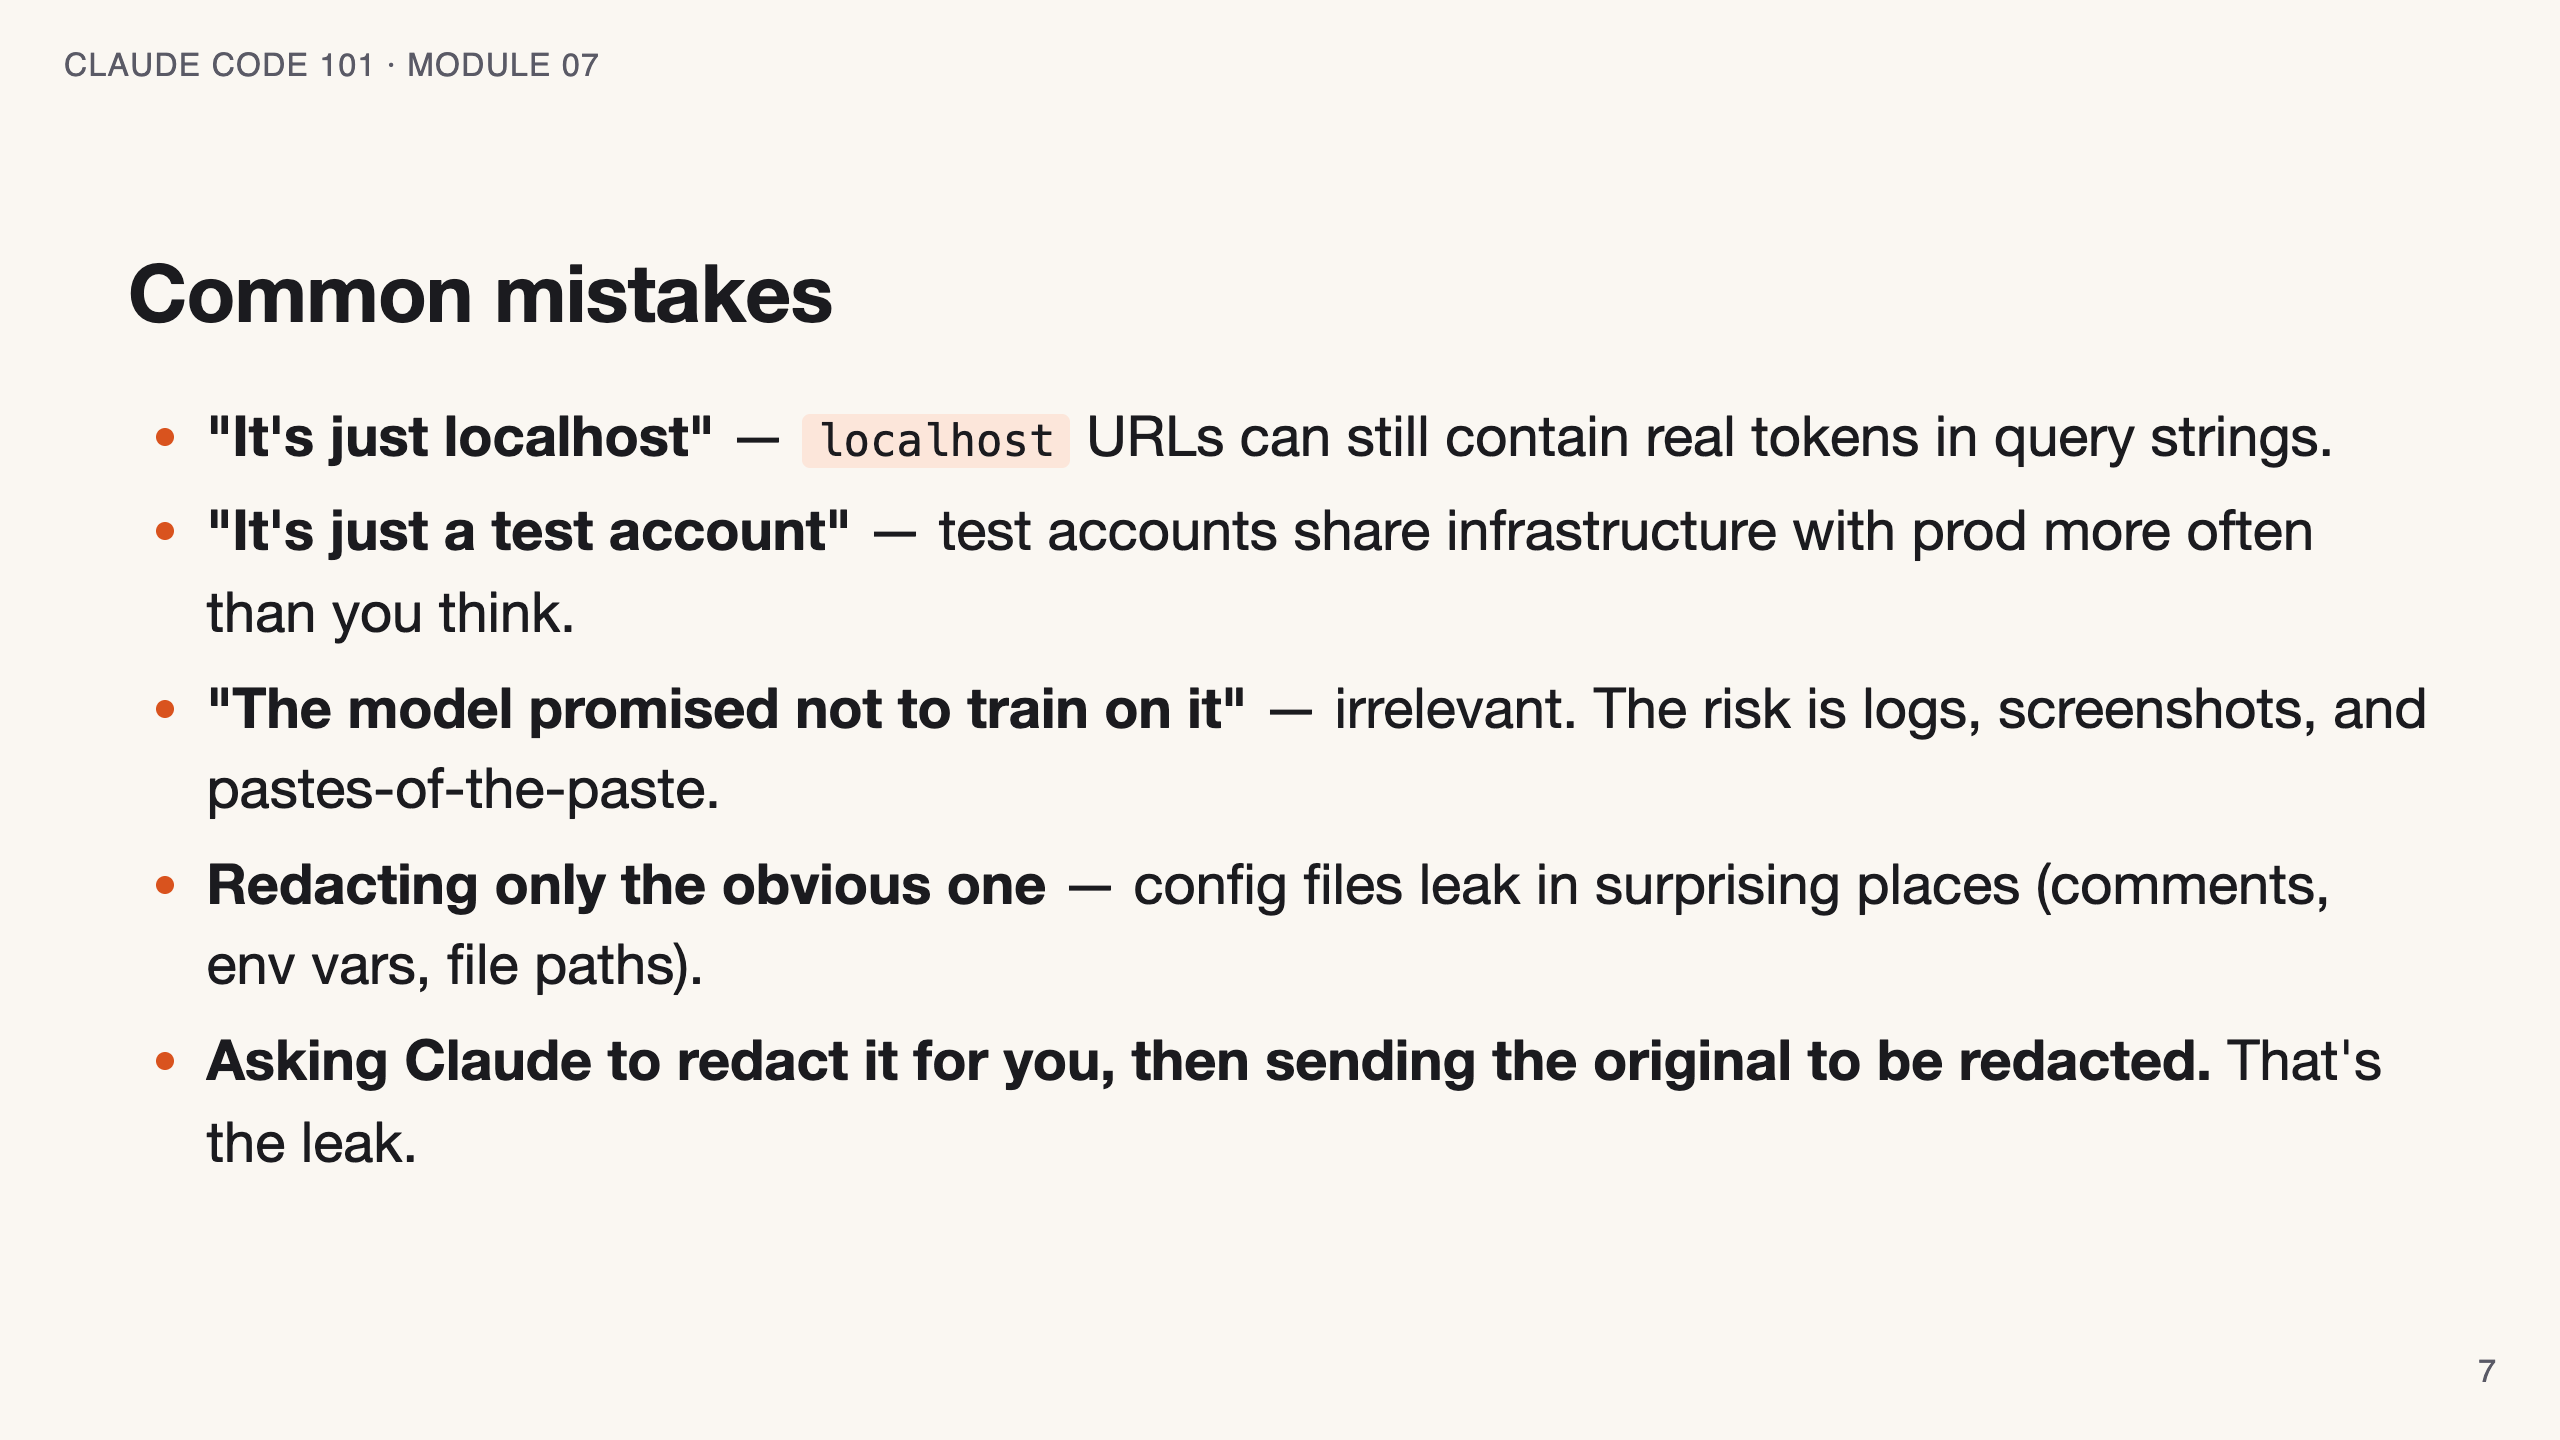 CLAUDE CODE 101 · MODULE 07
Common mistakes
• "It's just localhost" — localhost URLs can still contain real tokens in query strings.
• "It's just a test account" — test accounts share infrastructure with prod more often
than you think.
• "The model promised not to train on it" — irrelevant. The risk is logs, screenshots, and
pastes-of-the-paste.
• Redacting only the obvious one — config files leak in surprising places (comments,
env vars, file paths).
• Asking Claude to redact it for you, then sending the original to be redacted. That's
the leak.
7